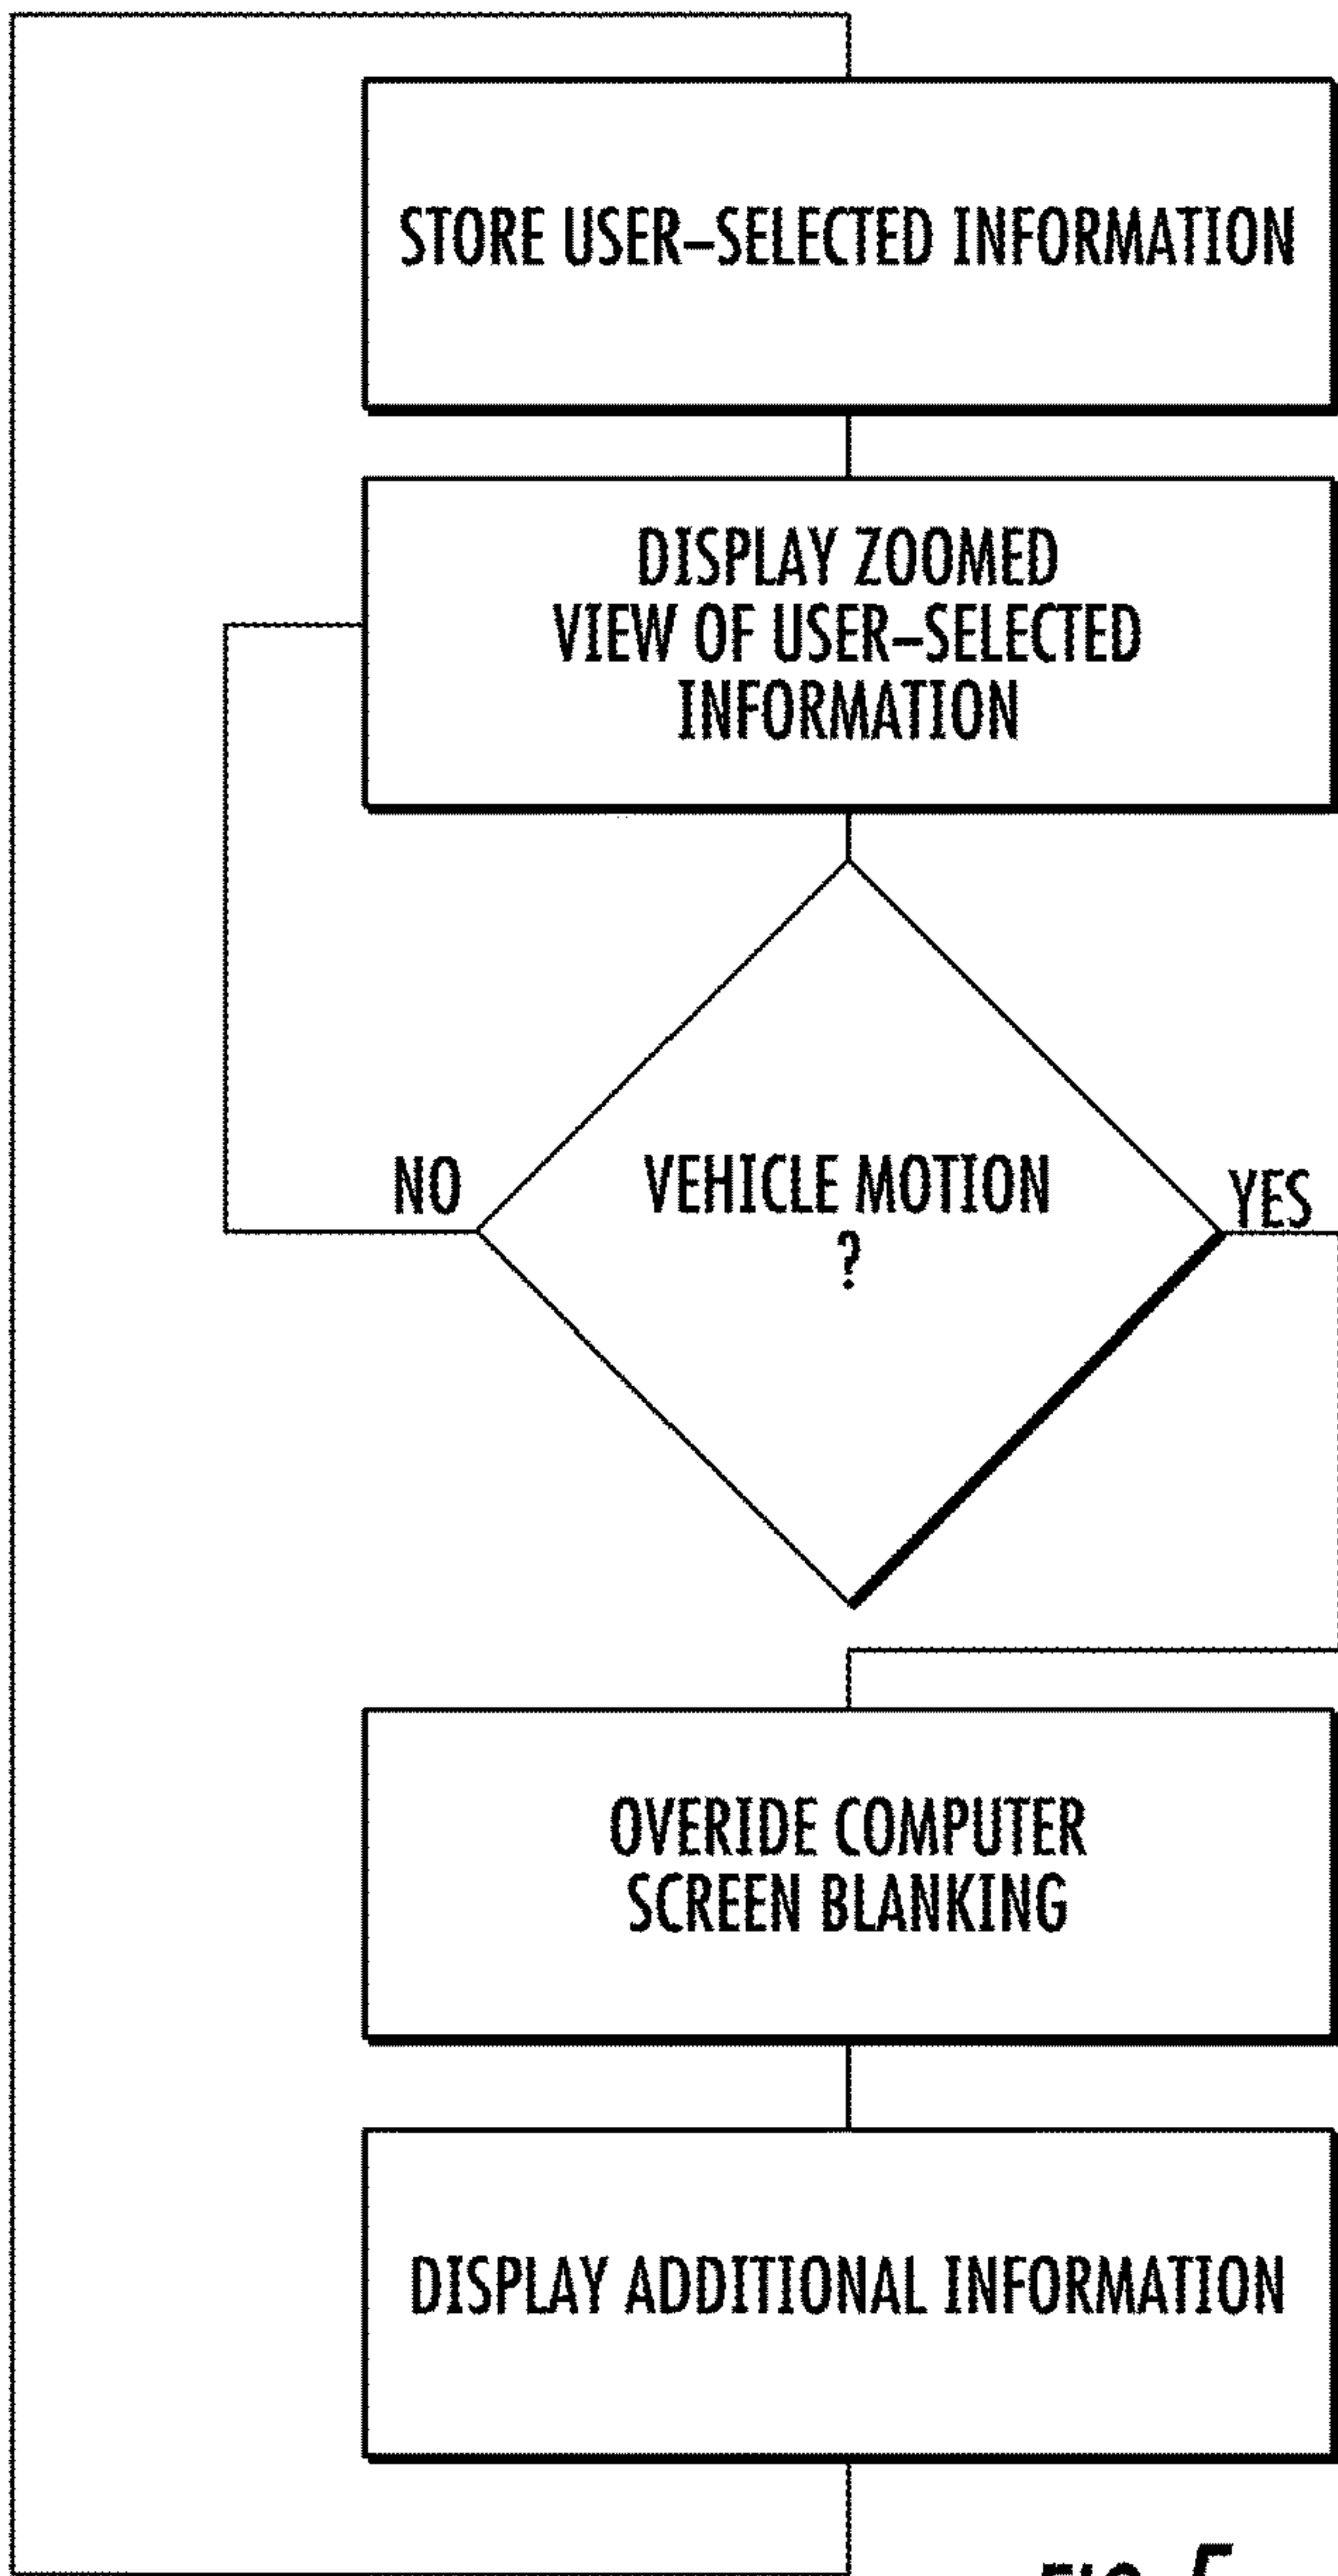 STORE USER–SELECTED INFORMATION
DISPLAY ZOOMED
VIEW OF USER–SELECTED
INFORMATION
NO
VEHICLE MOTION
?
YES
OVERIDE COMPUTER
SCREEN BLANKING
DISPLAY ADDITIONAL INFORMATION